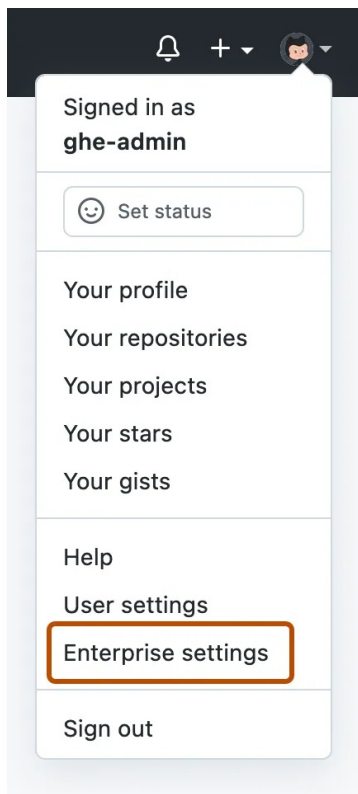 Signed in as
ghe-admin
Set status
Your profile
Your repositories
Your projects
Your stars
Your gists
Help
User settings
Enterprise settings
Sign out